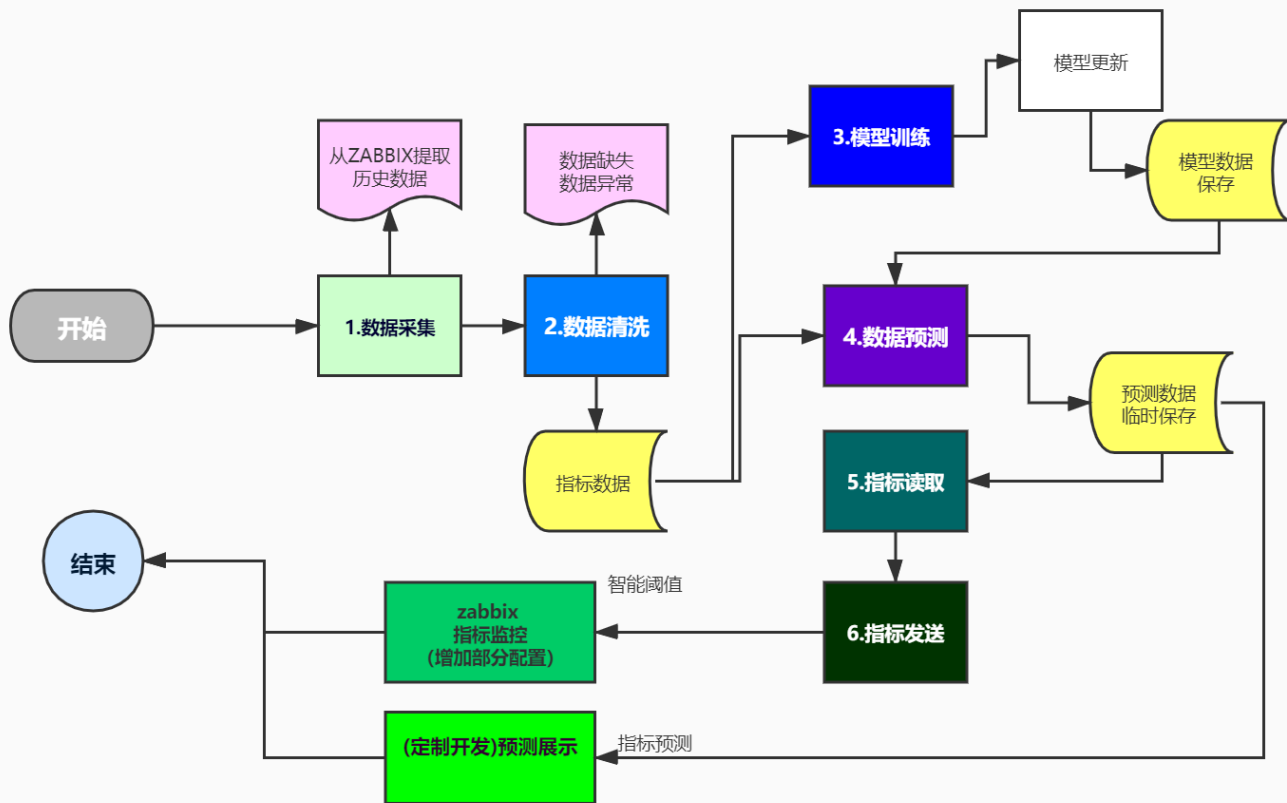 模型更新
3.模型训练
从ZABBIX提取
历史数据
数据缺失
数据异常
模型数据
保存
开始
1.数据采集
2.数据清洗
4.数据预测
预测数据
临时保存
指标数据
5.指标读取
结束
智能阈值
zabbix
指标监控
（增加部分配置）
6.指标发送
(定制开发)预测展示
指标预测